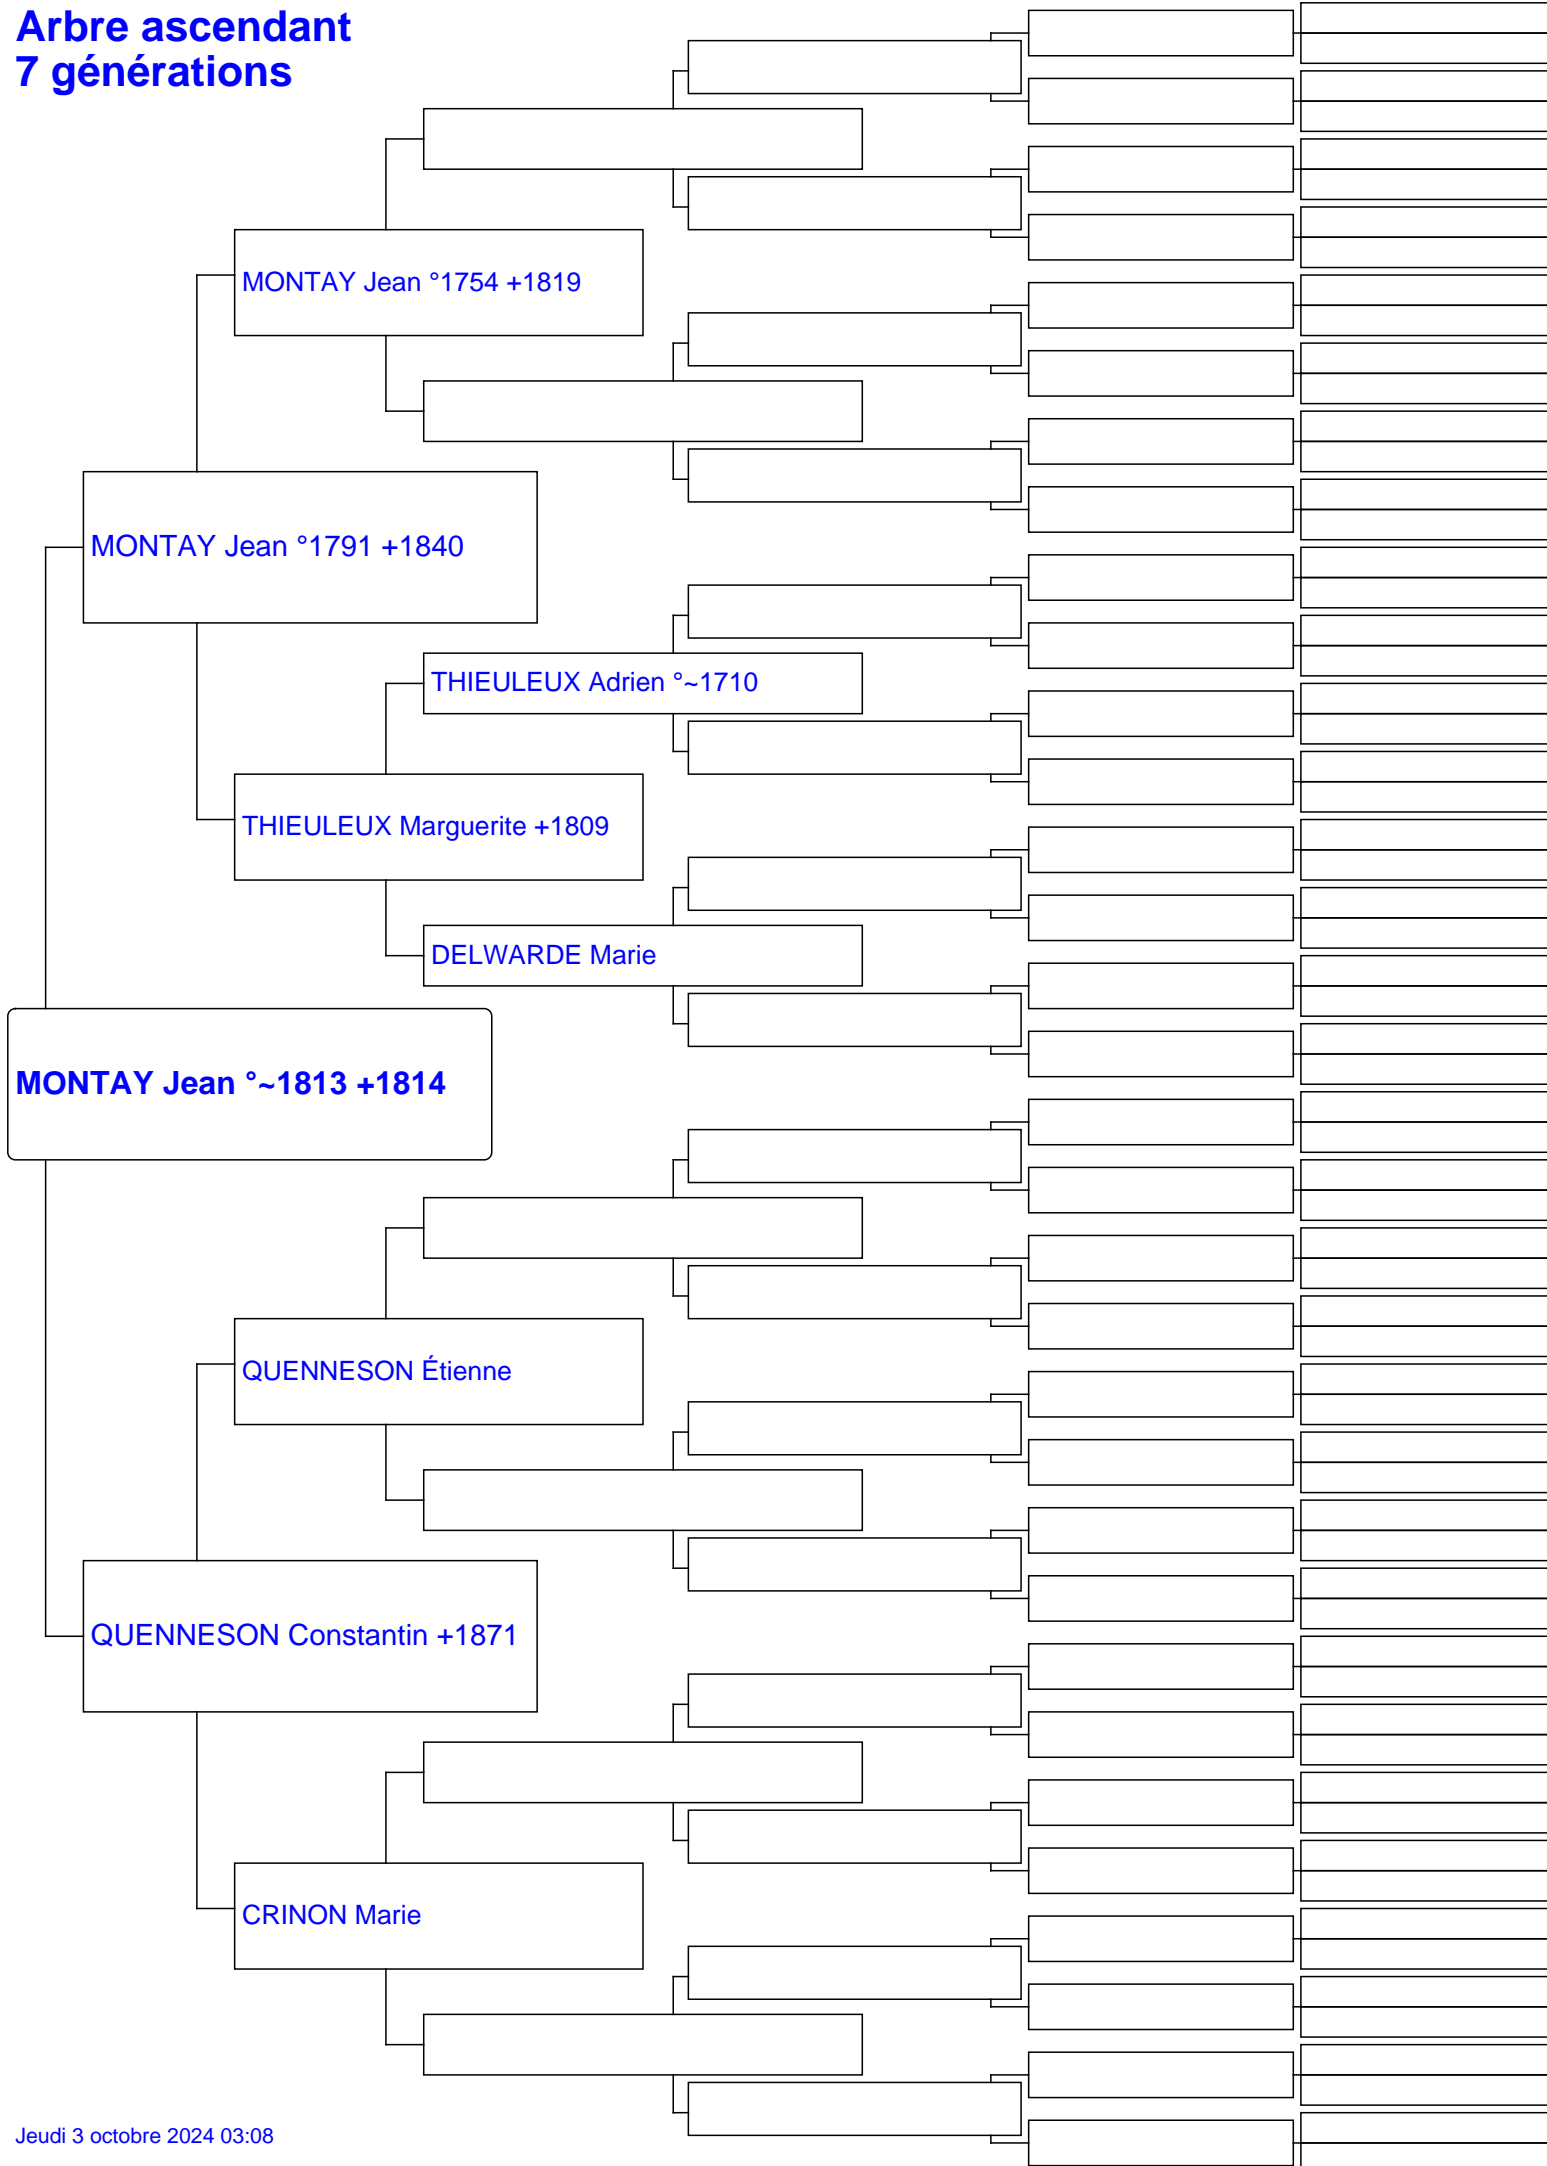 Arbre ascendant
7 générations
MONTAY Jean °1754 +1819
MONTAY Jean °1791 +1840
THIEULEUX Adrien °~1710
THIEULEUX Marguerite +1809
DELWARDE Marie
MONTAY Jean °~1813 +1814
QUENNESON Étienne
QUENNESON Constantin +1871
CRINON Marie
Jeudi 3 octobre 2024 03:08